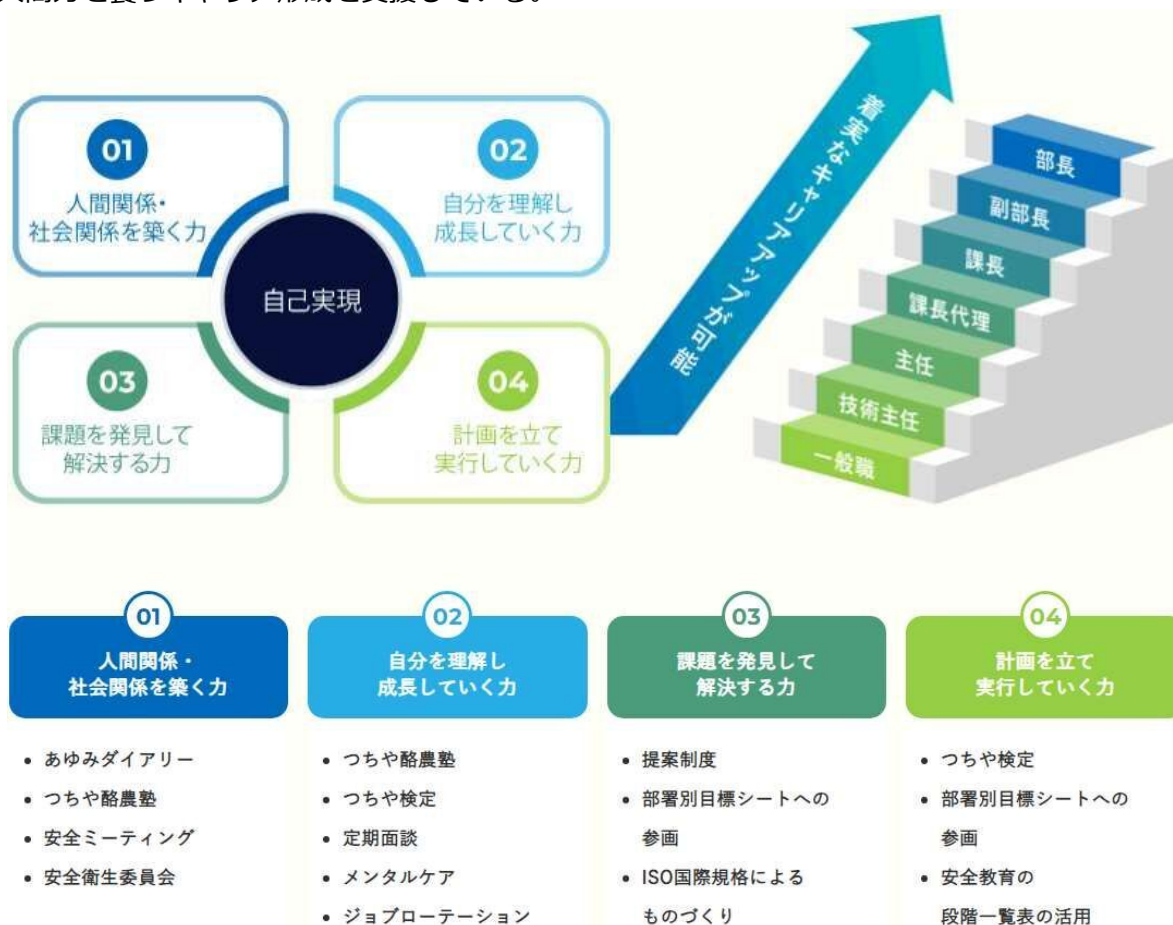 キャリア形成を支援している。
01
人間関係・
社会関係を築く力
02
自分を理解し
成長していく力
自己実現
03
課題を発見して
解決する力
04
計画を立て
実行していく力
着実なキャリアアップが可能
部長
副部長
課長
課長代理
主任
技術主任
一般職
01
人間関係・
社会関係を築く力
• あゆみダイアリー
• つちや酪農塾
• 安全ミーティング
• 安全衛生委員会
02
自分を理解し
成長していく力
• つちや酪農塾
• つちや検定
• 定期面談
• メンタルケア
• ジョブローテーション
03
課題を発見して
解決する力
• 提案制度
• 部署別目標シートへの
参画
• ISO国際規格による
ものづくり
04
計画を立て
実行していく力
• つちや検定
• 部署別目標シートへの
参画
• 安全教育の
段階一覧表の活用